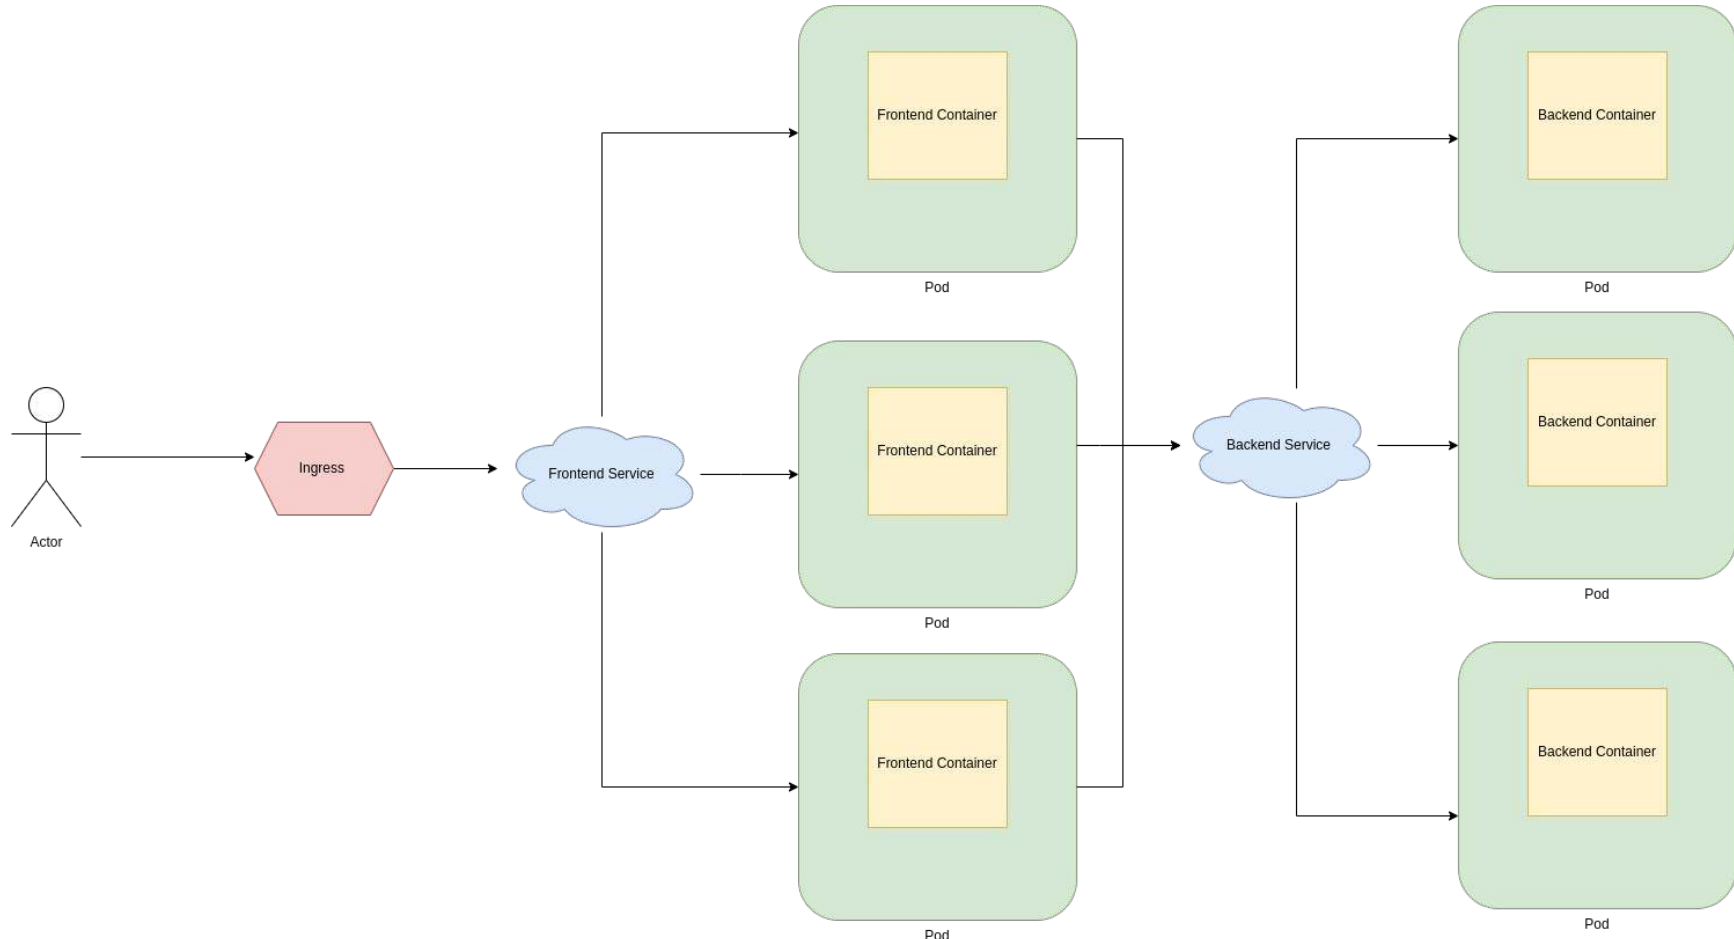 Actor
Ingress
Frontend Service
Frontend Container
Pod
Frontend Container
Pod
Frontend Container
Pod
Backend Service
Backend Container
Pod
Backend Container
Pod
Backend Container
Pod